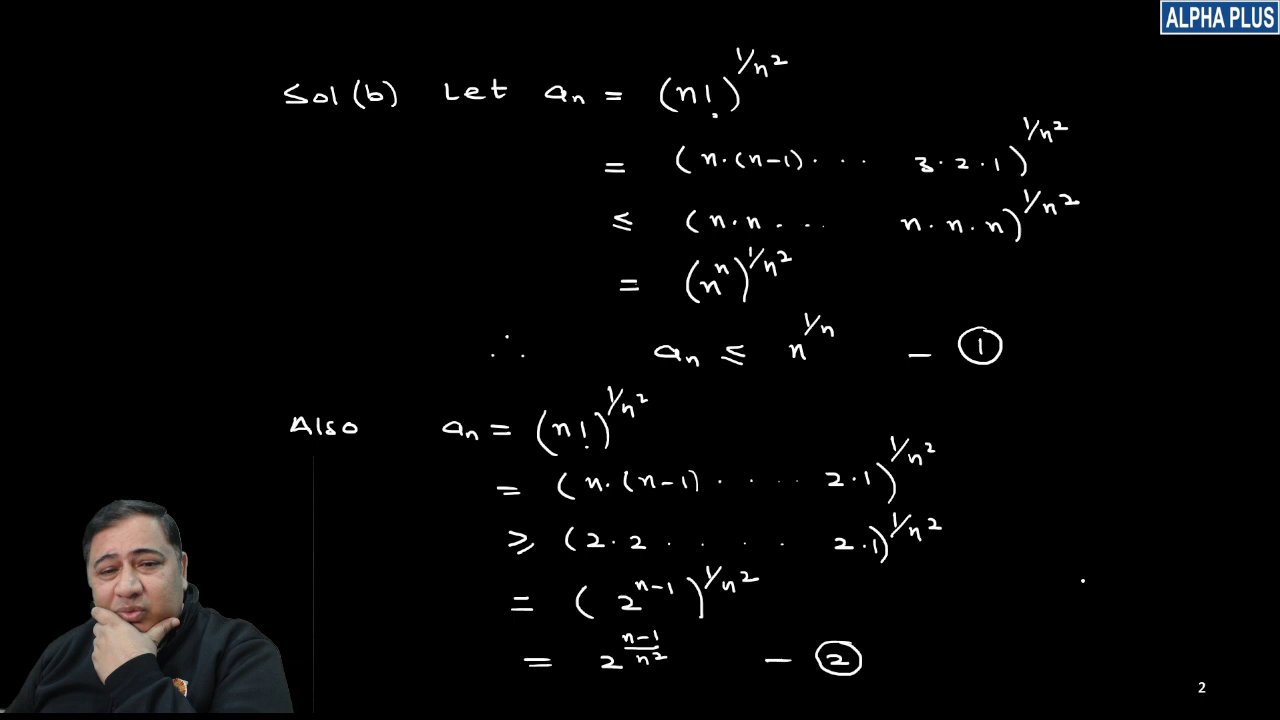 ALPHA PLUS
Sol (b) Let aₙ = (n!)^{1/n²}
= (n·(n-1)· ·· 3·2·1)^{1/n²}
≤ (n·n· ·· n·n·n)^{1/n²}
= (nⁿ)^{1/n²}
∴ aₙ ≤ n^{1/n} – ①
Also aₙ = (n!)^{1/n²}
= (n·(n-1)· · ·· 2·1)^{1/n²}
≥ (2·2 · · · · 2·1)^{1/n²}
= (2^{n-1})^{1/n²}
= 2^{\frac{n-1}{n²}} – ②
2